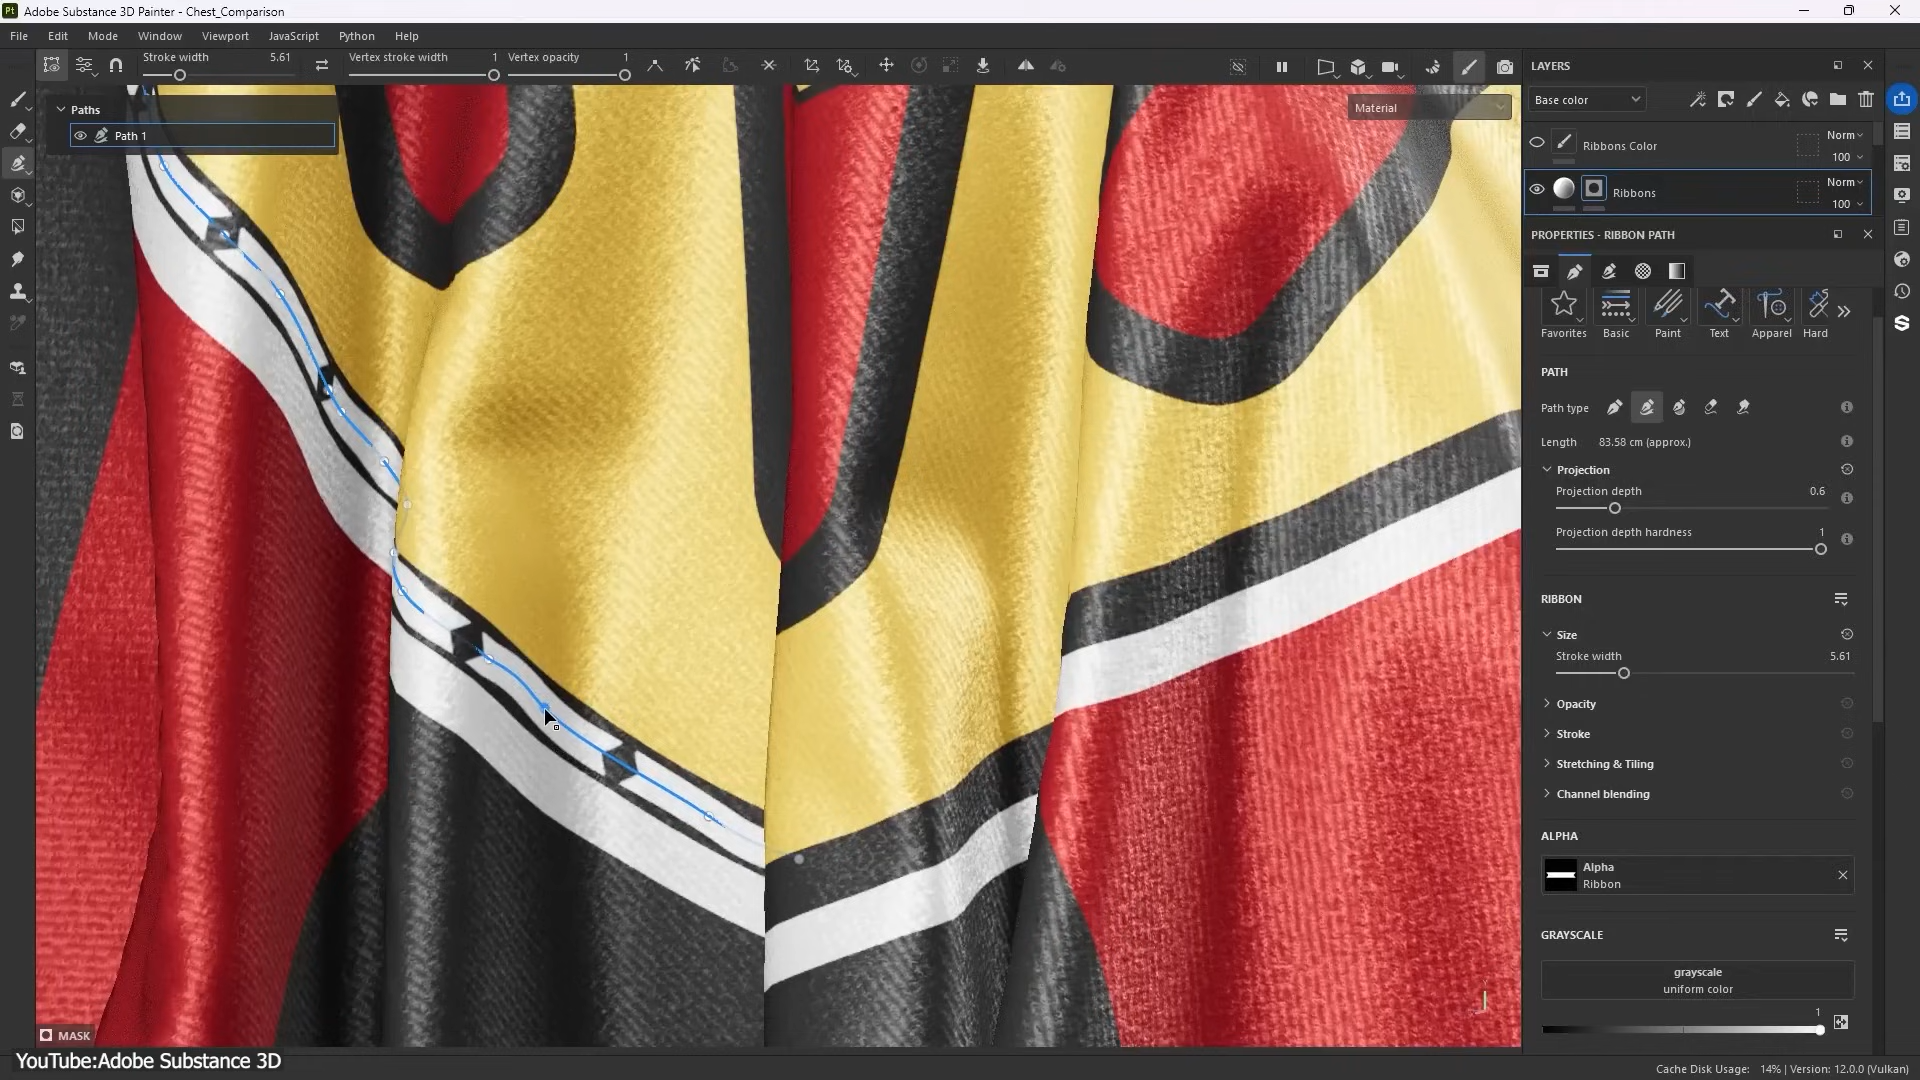 Pt Adobe Substance 3D Painter - Chest_Comparison
File Edit Mode Window Viewport JavaScript Python Help
Stroke width 5.61 Vertex stroke width 1 Vertex opacity 1
Paths
Path 1
Material
LAYERS
Base color
Ribbons Color Norm 100
Ribbons Norm 100
PROPERTIES - RIBBON PATH
Favorites Basic Paint Text Apparel Hard
PATH
Path type
Length 83.58 cm (approx.)
Projection
Projection depth 0.6
Projection depth hardness 1
RIBBON
Size
Stroke width 5.61
Opacity
Stroke
Stretching & Tiling
Channel blending
ALPHA
Alpha
Ribbon
GRAYSCALE
grayscale
uniform color
1
MASK
YouTube:Adobe Substance 3D
Cache Disk Usage: 14% | Version: 12.0.0 (Vulkan)